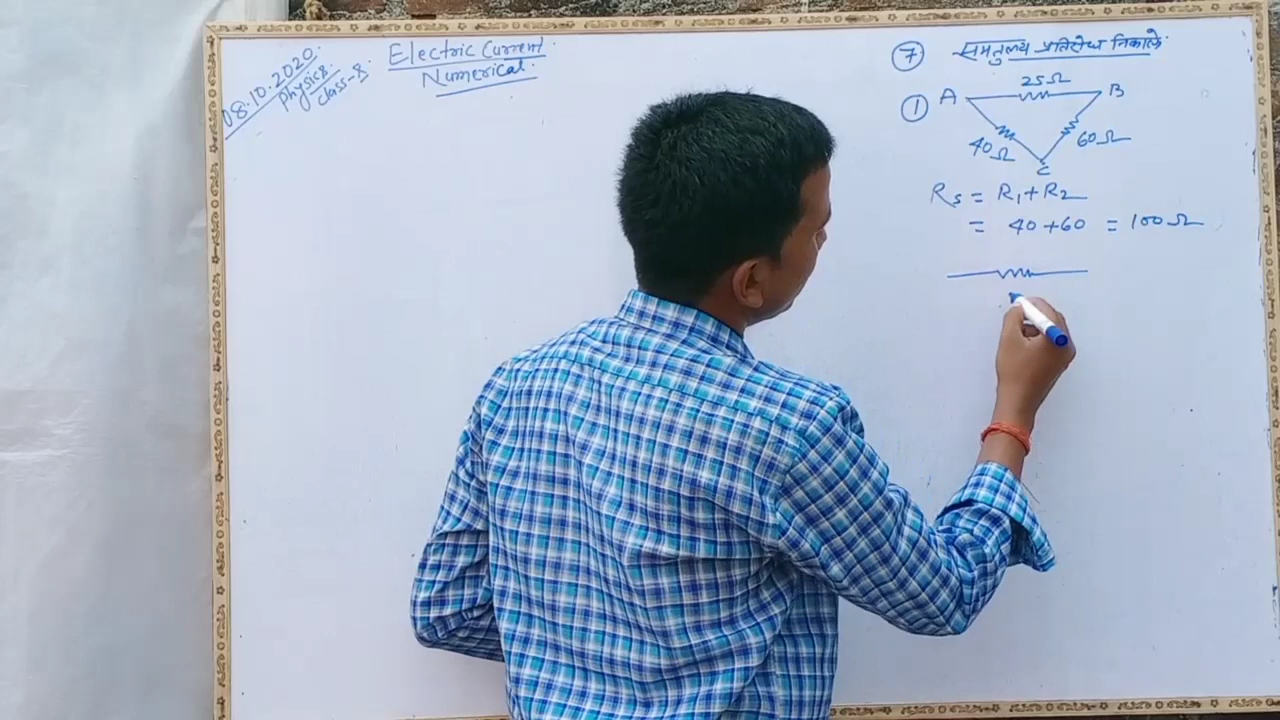 08.10.2020.
Physics.
Class-8.
Electric Current
Numerical.
7 समतुल्य प्रतिरोध निकाले.
1 A 25Ω B
40Ω 60Ω
C
Rs = R1+R2
= 40+60 = 100Ω